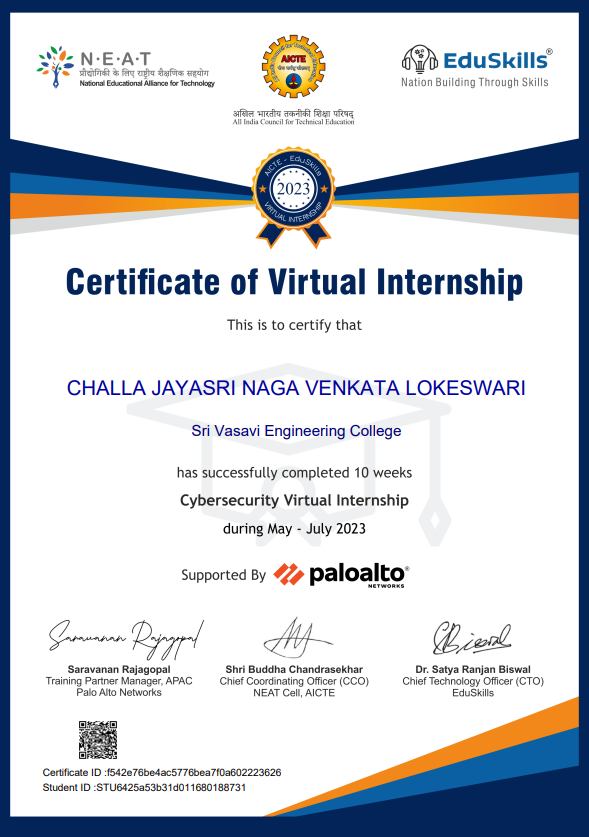 N·E·A·T
प्रौद्योगिकी के लिए राष्ट्रीय शैक्षणिक सहयोग
National Educational Alliance for Technology
AICTE
अखिल भारतीय तकनीकी शिक्षा परिषद्
All India Council for Technical Education
EduSkills®
Nation Building Through Skills
AICTE - EduSkills
2023
VIRTUAL INTERNSHIP
Certificate of Virtual Internship
This is to certify that
CHALLA JAYASRI NAGA VENKATA LOKESWARI
Sri Vasavi Engineering College
has successfully completed 10 weeks
Cybersecurity Virtual Internship
during May - July 2023
Supported By paloalto®
NETWORKS
Saravanan Rajagopal
Saravanan Rajagopal
Training Partner Manager, APAC
Palo Alto Networks
Shri Buddha Chandrasekhar
Chief Coordinating Officer (CCO)
NEAT Cell, AICTE
SRBiswal
Dr. Satya Ranjan Biswal
Chief Technology Officer (CTO)
EduSkills
Certificate ID :f542e76be4ac5776bea7f0a602223626
Student ID :STU6425a53b31d011680188731